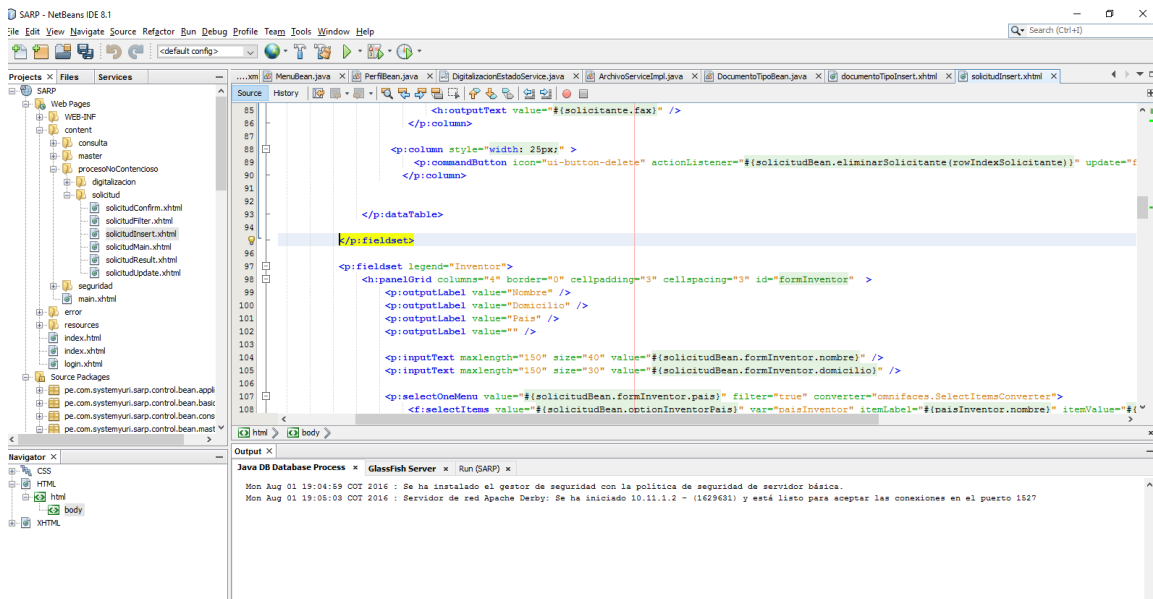 SARP - NetBeans IDE 8.1
File Edit View Navigate Source Refactor Run Debug Profile Team Tools Window Help
Search (Ctrl+I)
<default config>
Projects Files Services
SARP
Web Pages
WEB-INF
content
consulta
master
procesoNoContencioso
digitalizacion
solicitud
solicitudConfirm.xhtml
solicitudFilter.xhtml
solicitudInsert.xhtml
solicitudMain.xhtml
solicitudResult.xhtml
solicitudUpdate.xhtml
seguridad
main.xhtml
error
resources
index.html
index.xhtml
login.xhtml
Source Packages
pe.com.systemyuri.sarp.control.bean.appli
pe.com.systemyuri.sarp.control.bean.basic
pe.com.systemyuri.sarp.control.bean.cons
pe.com.systemyuri.sarp.control.bean.mast
Navigator
CSS
HTML
html
body
XHTML
....xm MenuBean.java PerfilBean.java DigitalizacionEstadoService.java ArchivoServiceImpl.java DocumentoTipoBean.java documentoTipoInsert.xhtml solicitudInsert.xhtml
Source History
85 <h:outputText value="#{solicitante.fax}" />
86 </p:column>
87
88 <p:column style="width: 25px;" >
89 <p:commandButton icon="ui-button-delete" actionListener="#{solicitudBean.eliminarSolicitante(rowIndexSolicitante)}" update="f
90 </p:column>
91
92
93 </p:dataTable>
94
</p:fieldset>
96
97 <p:fieldset legend="Inventor">
98 <h:panelGrid columns="4" border="0" cellpadding="3" cellspacing="3" id="formInventor" >
99 <p:outputLabel value="Nombre" />
100 <p:outputLabel value="Domicilio" />
101 <p:outputLabel value="Pais" />
102 <p:outputLabel value="" />
103
104 <p:inputText maxlength="150" size="40" value="#{solicitudBean.formInventor.nombre}" />
105 <p:inputText maxlength="150" size="30" value="#{solicitudBean.formInventor.domicilio}" />
106
107 <p:selectOneMenu value="#{solicitudBean.formInventor.pais}" filter="true" converter="omnifaces.SelectItemsConverter">
108 <f:selectItems value="#{solicitudBean.optionInventorPais}" var="paisInventor" itemLabel="#{paisInventor.nombre}" itemValue="#{
html body
Output
Java DB Database Process GlassFish Server Run (SARP)
Mon Aug 01 19:04:59 COT 2016 : Se ha instalado el gestor de seguridad con la política de seguridad de servidor básica.
Mon Aug 01 19:05:03 COT 2016 : Servidor de red Apache Derby: Se ha iniciado 10.11.1.2 - (1629631) y está listo para aceptar las conexiones en el puerto 1527